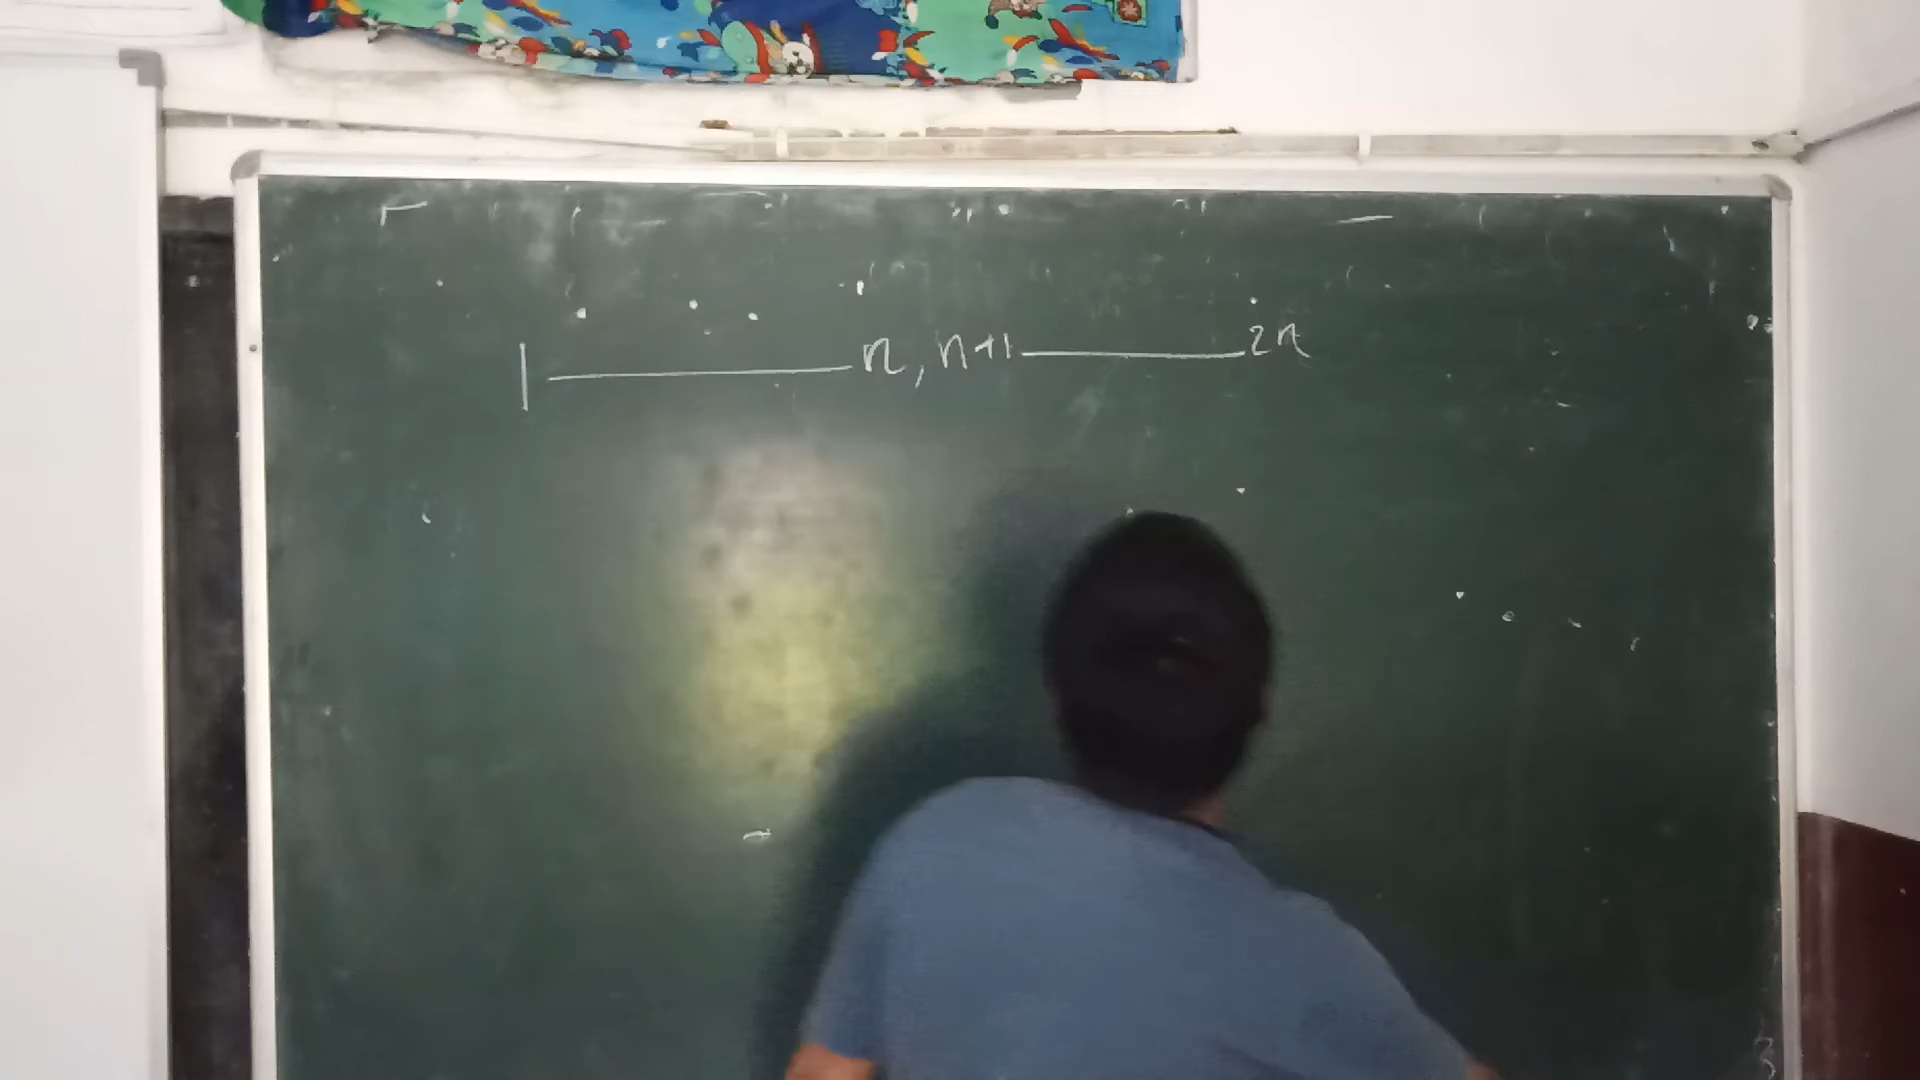 1 ——— n, n+1 ——— 2n